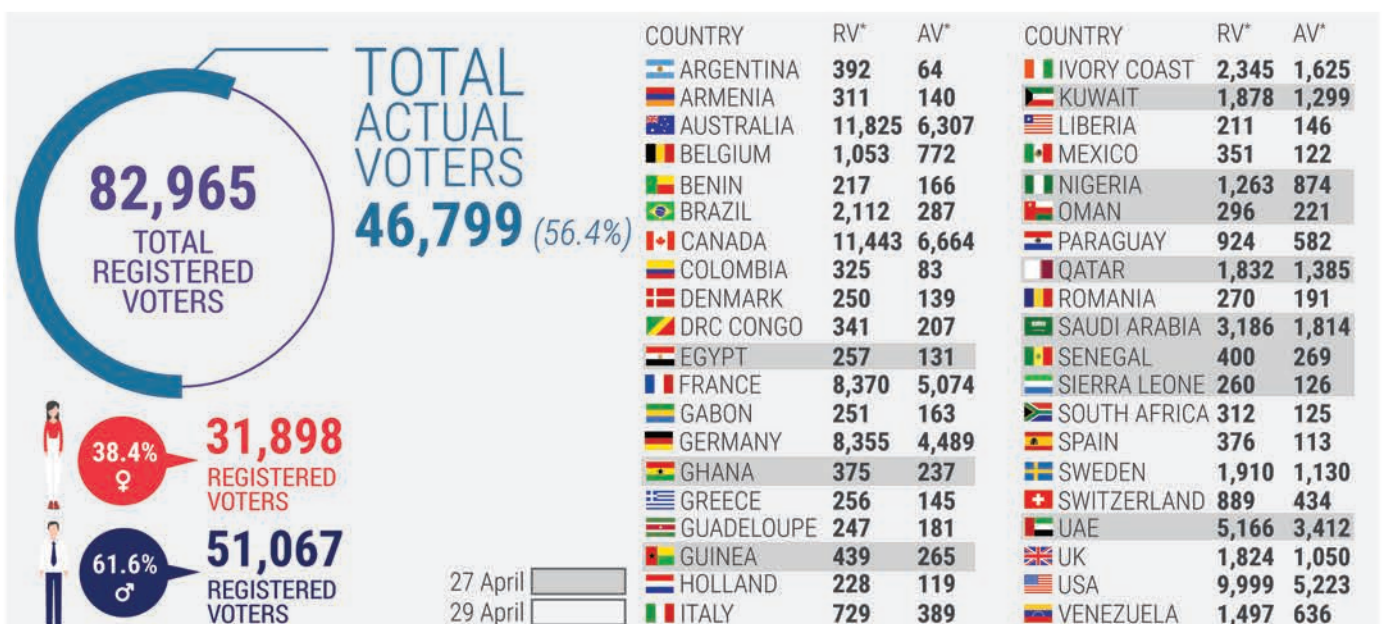 TOTAL
ACTUAL
VOTERS
46,799 (56.4%)
82,965
TOTAL
REGISTERED
VOTERS
38.4%
♀
31,898
REGISTERED
VOTERS
61.6%
♂
51,067
REGISTERED
VOTERS
27 April
29 April
COUNTRY RV* AV*
ARGENTINA 392 64
ARMENIA 311 140
AUSTRALIA 11,825 6,307
BELGIUM 1,053 772
BENIN 217 166
BRAZIL 2,112 287
CANADA 11,443 6,664
COLOMBIA 325 83
DENMARK 250 139
DRC CONGO 341 207
EGYPT 257 131
FRANCE 8,370 5,074
GABON 251 163
GERMANY 8,355 4,489
GHANA 375 237
GREECE 256 145
GUADELOUPE 247 181
GUINEA 439 265
HOLLAND 228 119
ITALY 729 389
COUNTRY RV* AV*
IVORY COAST 2,345 1,625
KUWAIT 1,878 1,299
LIBERIA 211 146
MEXICO 351 122
NIGERIA 1,263 874
OMAN 296 221
PARAGUAY 924 582
QATAR 1,832 1,385
ROMANIA 270 191
SAUDI ARABIA 3,186 1,814
SENEGAL 400 269
SIERRA LEONE 260 126
SOUTH AFRICA 312 125
SPAIN 376 113
SWEDEN 1,910 1,130
SWITZERLAND 889 434
UAE 5,166 3,412
UK 1,824 1,050
USA 9,999 5,223
VENEZUELA 1,497 636